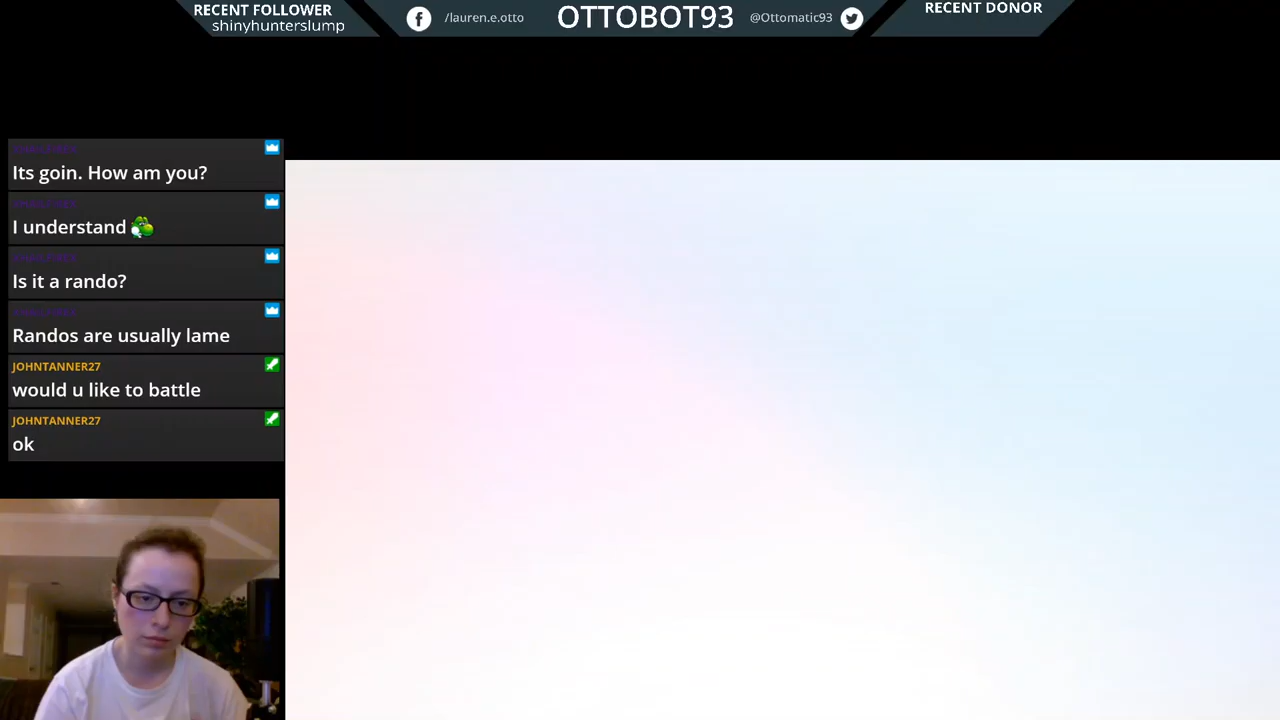 RECENT FOLLOWER
shinyhunterslump
/lauren.e.otto
OTTOBOT93
@Ottomatic93
RECENT DONOR
Its goin. How am you?
I understand
Is it a rando?
Randos are usually lame
JOHNTANNER27
would u like to battle
JOHNTANNER27
ok